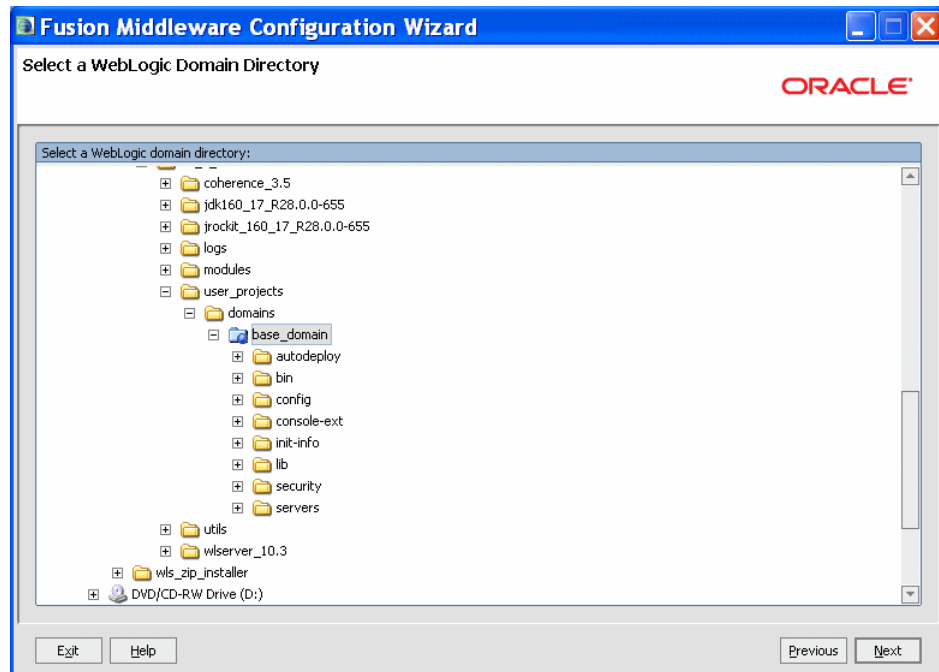 Fusion Middleware Configuration Wizard
Select a WebLogic Domain Directory
ORACLE
Select a WebLogic domain directory:
coherence_3.5
jdk160_17_R28.0.0-655
jrockit_160_17_R28.0.0-655
logs
modules
user_projects
domains
base_domain
autodeploy
bin
config
console-ext
init-info
lib
security
servers
utils
wlserver_10.3
wls_zip_installer
DVD/CD-RW Drive (D:)
Exit Help Previous Next